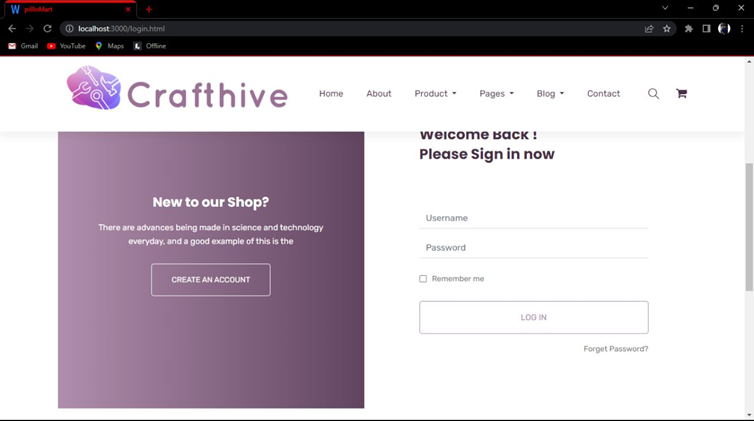 W pilloMart
localhost:3000/login.html
Gmail YouTube Maps Offline
Crafthive
Home About Product Pages Blog Contact
Welcome Back !
Please Sign in now
New to our Shop?
There are advances being made in science and technology
everyday, and a good example of this is the
CREATE AN ACCOUNT
Username
Password
Remember me
LOG IN
Forget Password?